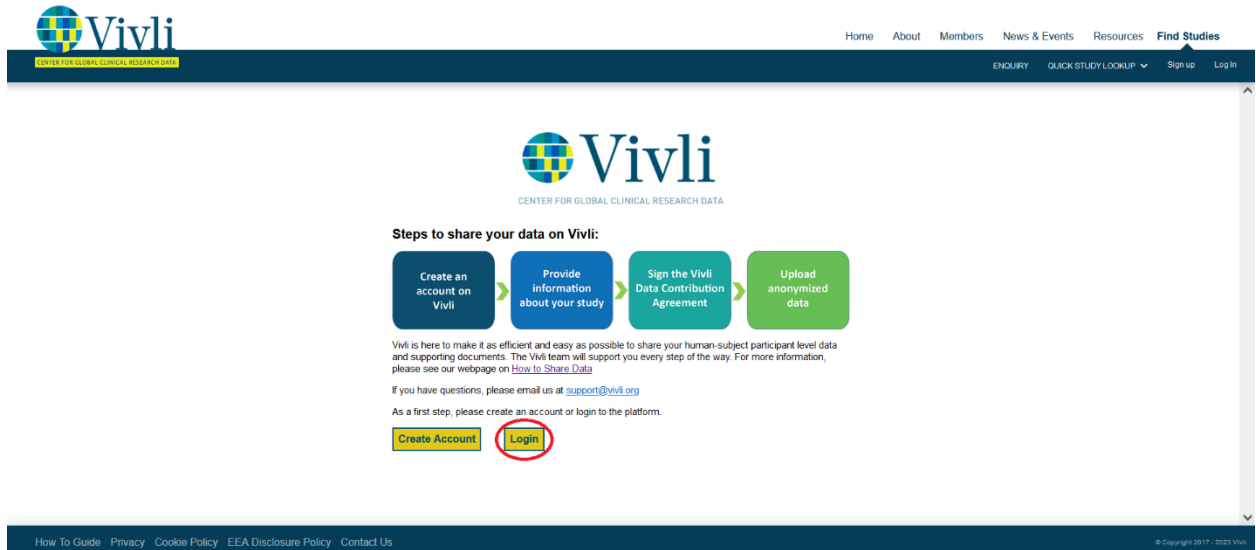 Vivli
CENTER FOR GLOBAL CLINICAL RESEARCH DATA
Home About Members News & Events Resources Find Studies
ENQUIRY QUICK STUDY LOOKUP Sign up Log In
Vivli
CENTER FOR GLOBAL CLINICAL RESEARCH DATA
Steps to share your data on Vivli:
Create an
account on
Vivli
Provide
information
about your study
Sign the Vivli
Data Contribution
Agreement
Upload
anonymized
data
Vivli is here to make it as efficient and easy as possible to share your human-subject participant level data
and supporting documents. The Vivli team will support you every step of the way. For more information,
please see our webpage on How to Share Data
If you have questions, please email us at support@vivli.org
As a first step, please create an account or login to the platform.
Create Account Login
How To Guide Privacy Cookie Policy EEA Disclosure Policy Contact Us
© Copyright 2017 - 2023 Vivli